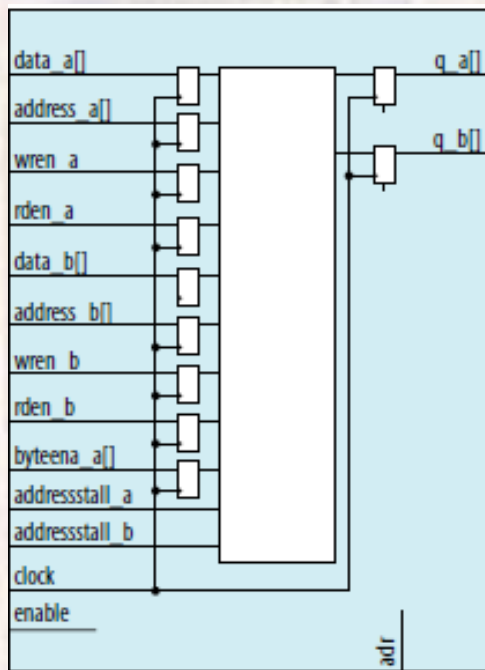 data_a[]
q_a[]
address_a[]
q_b[]
wren_a
rden_a
data_b[]
address_b[]
wren_b
rden_b
byteena_a[]
addressstall_a
addressstall_b
clock
enable
adr